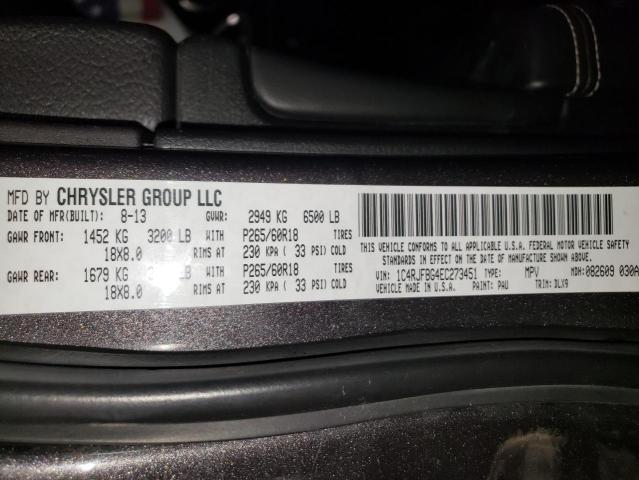 MFD BY CHRYSLER GROUP LLC
DATE OF MFR(BUILT): 8-13 GVWR: 2949 KG 6500 LB
GAWR FRONT: 1452 KG 3200 LB WITH P265/60R18 TIRES
18X8.0 RIMS AT 230 KPA ( 33 PSI) COLD
GAWR REAR: 1679 KG LB WITH P265/60R18 TIRES
18X8.0 RIMS AT 230 KPA ( 33 PSI) COLD
THIS VEHICLE CONFORMS TO ALL APPLICABLE U.S.A. FEDERAL MOTOR VEHICLE SAFETY
STANDARDS IN EFFECT ON THE DATE OF MANUFACTURE SHOWN ABOVE.
VIN: 1C4RJFBG4EC273451 TYPE: MPV MDH: 082609 030A
VEHICLE MADE IN U.S.A. PAINT: PAU TRIM: DLX9